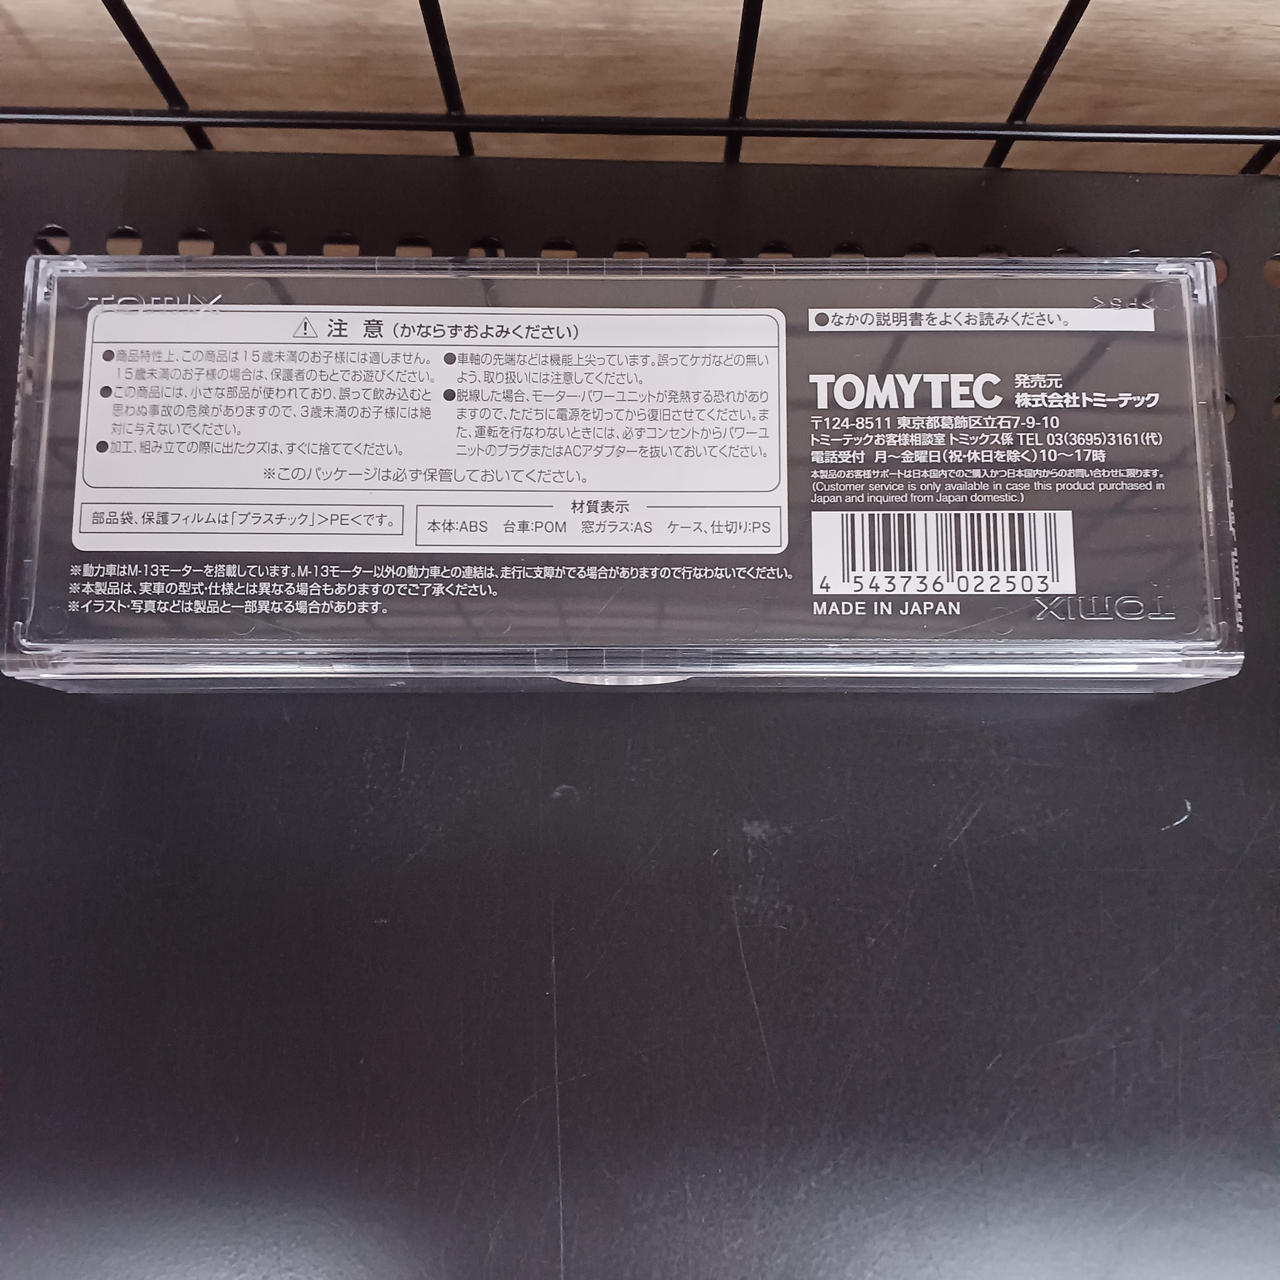 TOMIX
>PS<
注意(かならずおよみください)
●商品特性上、この商品は15歳未満のお子様には適しません。
15歳未満のお子様の場合は、保護者のもとでお遊びください。
●この商品には、小さな部品が使われており、誤って飲み込むと
思わぬ事故の危険がありますので、3歳未満のお子様には絶
対に与えないでください。
●加工、組み立ての際に出たクズは、すぐに捨ててください。
●車軸の先端などは機能上尖っています。誤ってケガなどの無い
よう、取り扱いには注意してください。
●脱線した場合、モーター・パワーユニットが発熱する恐れがあり
ますので、ただちに電源を切ってから復旧させてください。ま
た、運転を行なわないときには、必ずコンセントからパワーユ
ニットのプラグまたはACアダプターを抜いておいてください。
※このパッケージは必ず保管しておいてください。
部品袋、保護フィルムは「プラスチック」>PE<です。
材質表示
本体:ABS 台車:POM 窓ガラス:AS ケース、仕切り:PS
※動力車はM-13モーターを搭載しています。M-13モーター以外の動力車との連結は、走行に支障がでる場合がありますので行なわないでください。
※本製品は、実車の型式・仕様とは異なる場合もありますのでご了承ください。
※イラスト・写真などは製品と一部異なる場合があります。
●なかの説明書をよくお読みください。
TOMYTEC 発売元
株式会社トミーテック
〒124-8511 東京都葛飾区立石7-9-10
トミーテックお客様相談室 トミックス係 TEL 03(3695)3161(代)
電話受付 月〜金曜日(祝・休日を除く)10〜17時
本製品のお客様サポートは日本国内でのご購入かつ日本国内からのお問い合わせに限ります。
(Customer service is only available in case this product purchased in
Japan and inquired from Japan domestic.)
4 543736 022503
MADE IN JAPAN
TOMIX